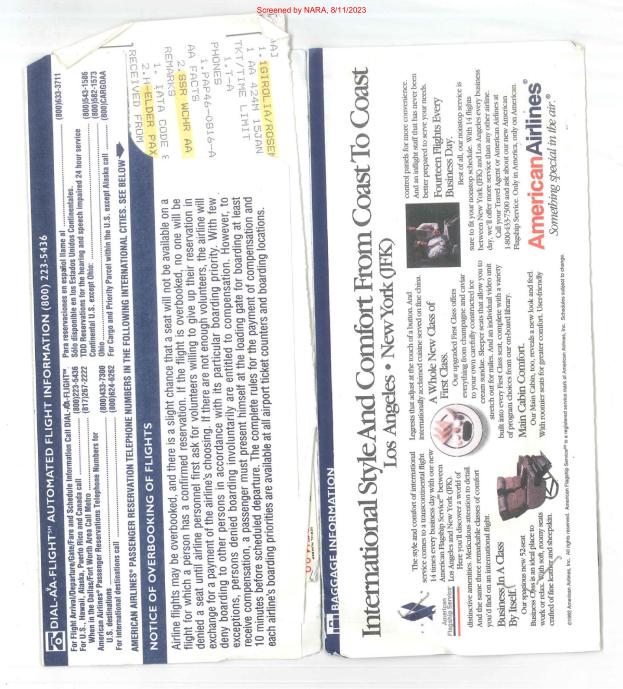 Screened by NARA, 8/11/2023
DIAL-AA-FLIGHT™ AUTOMATED FLIGHT INFORMATION (800) 223-5436
For Flight Arrival/Departure/Gate/Fare and Schedule Information Call DIAL-AA-FLIGHT™
For U.S., Hawaii, Alaska, Puerto Rico and Canada call (800)223-5436
When in the Dallas/Fort Worth Area Call Metro (817)267-2222
American Airlines' Passenger Reservations Telephone Numbers for
U.S. destinations (800)433-7300
For international destinations call (800)624-6262
Para reservaciones en español llame al (800)633-3711
Sólo disponible en los Estados Unidos Continentales.
TDD Reservations for the hearing and speech impaired 24 hour service
Continental U.S. except Ohio: (800)543-1586
Ohio (800)582-1573
For Cargo and Priority Parcel within the U.S. except Alaska call (800)CARGOAA
AMERICAN AIRLINES' PASSENGER RESERVATION TELEPHONE NUMBERS IN THE FOLLOWING INTERNATIONAL CITIES. SEE BELOW
NOTICE OF OVERBOOKING OF FLIGHTS
Airline flights may be overbooked, and there is a slight chance that a seat will not be available on a
flight for which a person has a confirmed reservation. If the flight is overbooked, no one will be
denied a seat until airline personnel first ask for volunteers willing to give up their reservation in
exchange for a payment of the airline's choosing. If there are not enough volunteers, the airline will
deny boarding to other persons in accordance with its particular boarding priority. With few
exceptions, persons denied boarding involuntarily are entitled to compensation. However, to
receive compensation, a passenger must present himself at the boarding gate for boarding at least
10 minutes before scheduled departure. The complete rules for the payment of compensation and
each airline's boarding priorities are available at all airport ticket counters and boarding locations.
1 AA 424M 15JAN
TK/TIME LIMIT
1.T-A
PHONES
AA FACTS
2.SSR WCHR AA
REMARKS
1. IATA CODE
2.H-ELDER PAX
RECEIVED FROM
BAGGAGE INFORMATION
International Style And Comfort From Coast To Coast
Los Angeles • New York (JFK)
American
Flagship Service
The style and comfort of international
service comes to a transcontinental flight
14 times every business day with our new
American Flagship Service℠ between
Los Angeles and New York (JFK).
Here you'll discover a world of
distinctive amenities. Meticulous attention to detail.
And the same three remarkable classes of comfort
you'd find on an international flight.
Business In A Class
By Itself.
Our spacious new 52-seat
Business Class is an ideal place to
work or relax. With soft, roomy seats
crafted of fine leather and sheepskin.
Legrests that adjust at the touch of a button. And
internationally acclaimed cuisine served on fine china.
A Whole New Class of
First Class.
Our upgraded First Class offers
everything from champagne and caviar
to your own carefully constructed ice
cream sundae. Sleeper seats that allow you to
stretch out for miles. And an individual video unit
built into every First Class seat, complete with a variety
of program choices from our on-board library.
Main Cabin Comfort.
Our Main Cabin, too, reveals a new look and feel.
With roomier seats for greater comfort. User-friendly
control panels for more convenience.
And an inflight staff that has never been
better prepared to serve your needs.
Fourteen Flights Every
Business Day.
Best of all, our nonstop service is
sure to fit your nonstop schedule. With 14 flights
between New York (JFK) and Los Angeles every business
day, we'll offer more service than any other airline.
Call your Travel Agent or American Airlines at
1-800-433-7300 and ask about our new American
Flagship Service. Only in America, only on American.
AmericanAirlines®
Something special in the air.®
©1992 American Airlines, Inc. All rights reserved. American Flagship Service℠ is a registered service mark of American Airlines, Inc. Schedules subject to change.